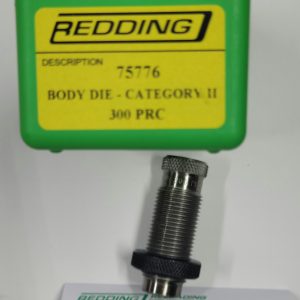 REDDING
DESCRIPTION
75776
BODY DIE - CATEGORY II
300 PRC
REDDING